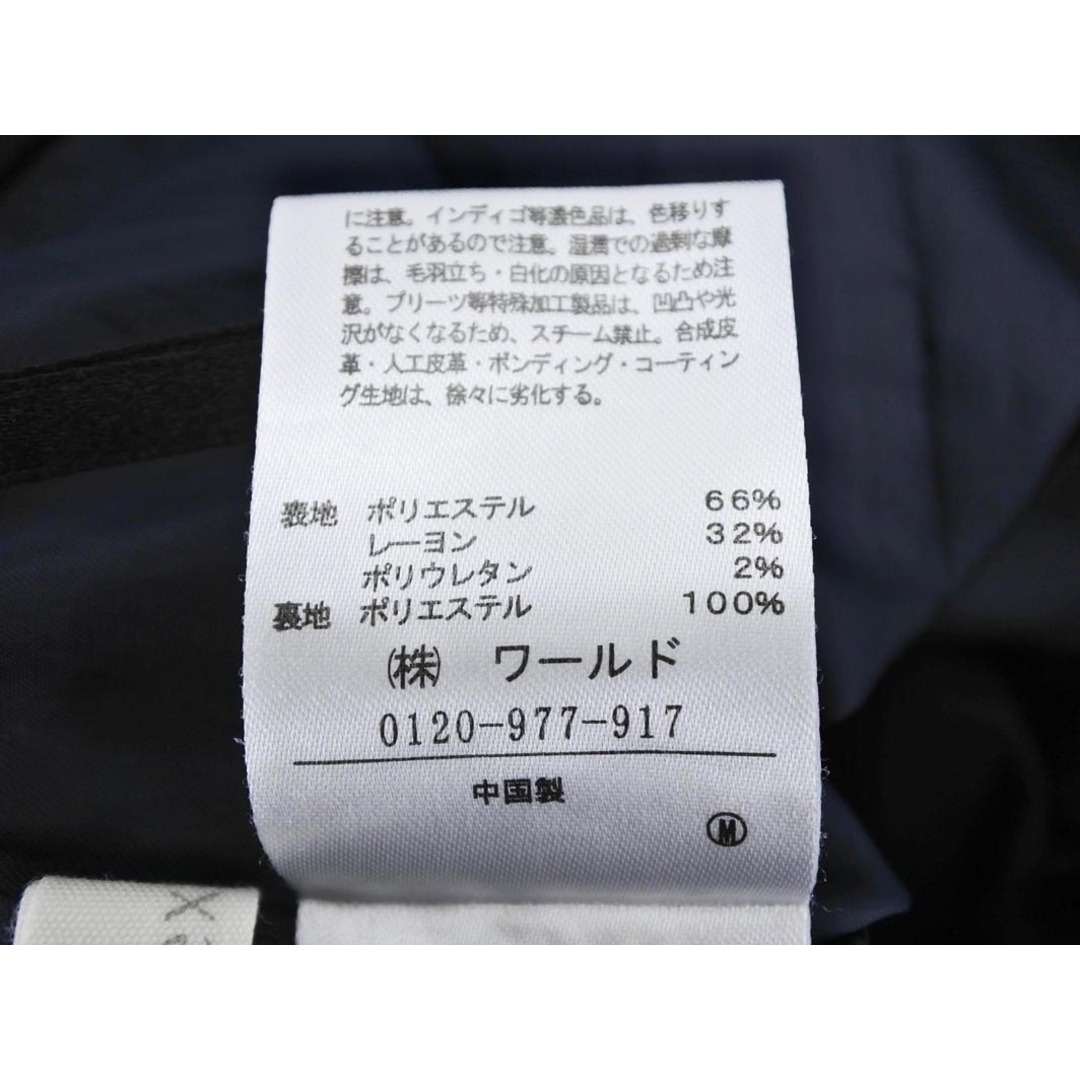 に注意。インディゴ等濃色品は、色移りす
ることがあるので注意。湿潤での過剰な摩
擦は、毛羽立ち・白化の原因となるため注
意。プリーツ等特殊加工製品は、凹凸や光
沢がなくなるため、スチーム禁止。合成皮
革・人工皮革・ボンディング・コーティン
グ生地は、徐々に劣化する。
表地 ポリエステル 66%
レーヨン 32%
ポリウレタン 2%
裏地 ポリエステル 100%
(株) ワールド
0120-977-917
中国製
M